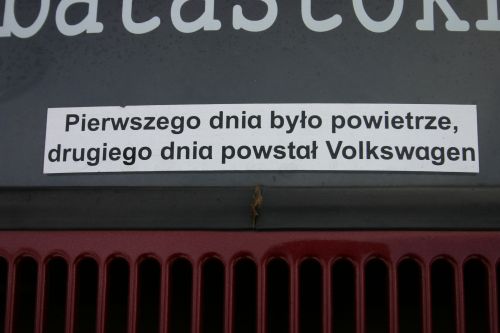 Pierwszego dnia było powietrze,
drugiego dnia powstał Volkswagen